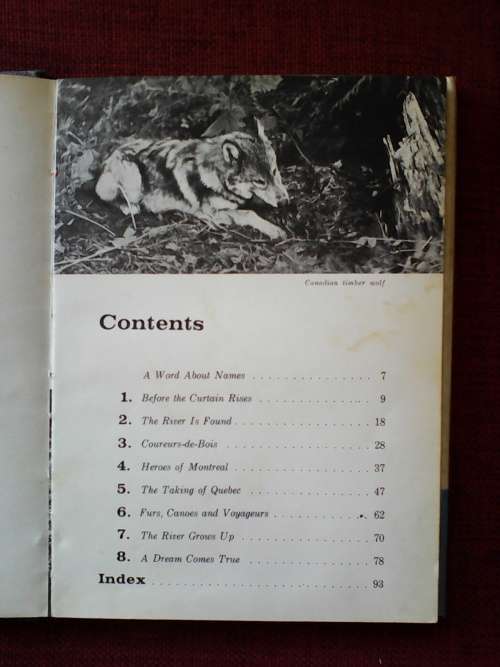 Canadian timber wolf
Contents
A Word About Names . . . . . . . . . . . . . . . 7
1. Before the Curtain Rises . . . . . . . . . . . . . . 9
2. The River Is Found . . . . . . . . . . . . . . . . . 18
3. Coureurs-de-Bois . . . . . . . . . . . . . . . . . . 28
4. Heroes of Montreal . . . . . . . . . . . . . . . . . 37
5. The Taking of Quebec . . . . . . . . . . . . . . . 47
6. Furs, Canoes and Voyageurs . . . . . . . . . . . . 62
7. The River Grows Up . . . . . . . . . . . . . . . . 70
8. A Dream Comes True . . . . . . . . . . . . . . . 78
Index . . . . . . . . . . . . . . . . . . . . . . . . . . . 93